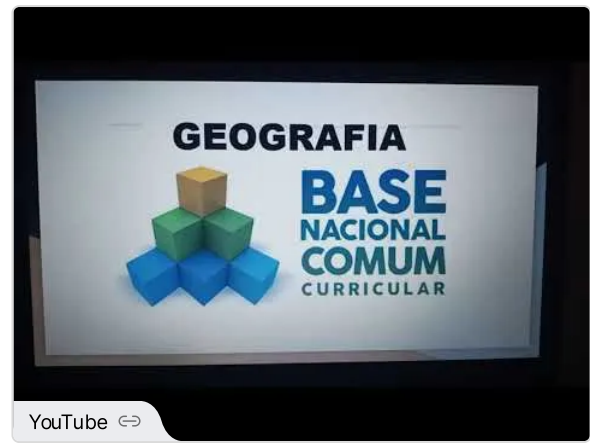 GEOGRAFIA
BASE
NACIONAL
COMUM
CURRICULAR
YouTube